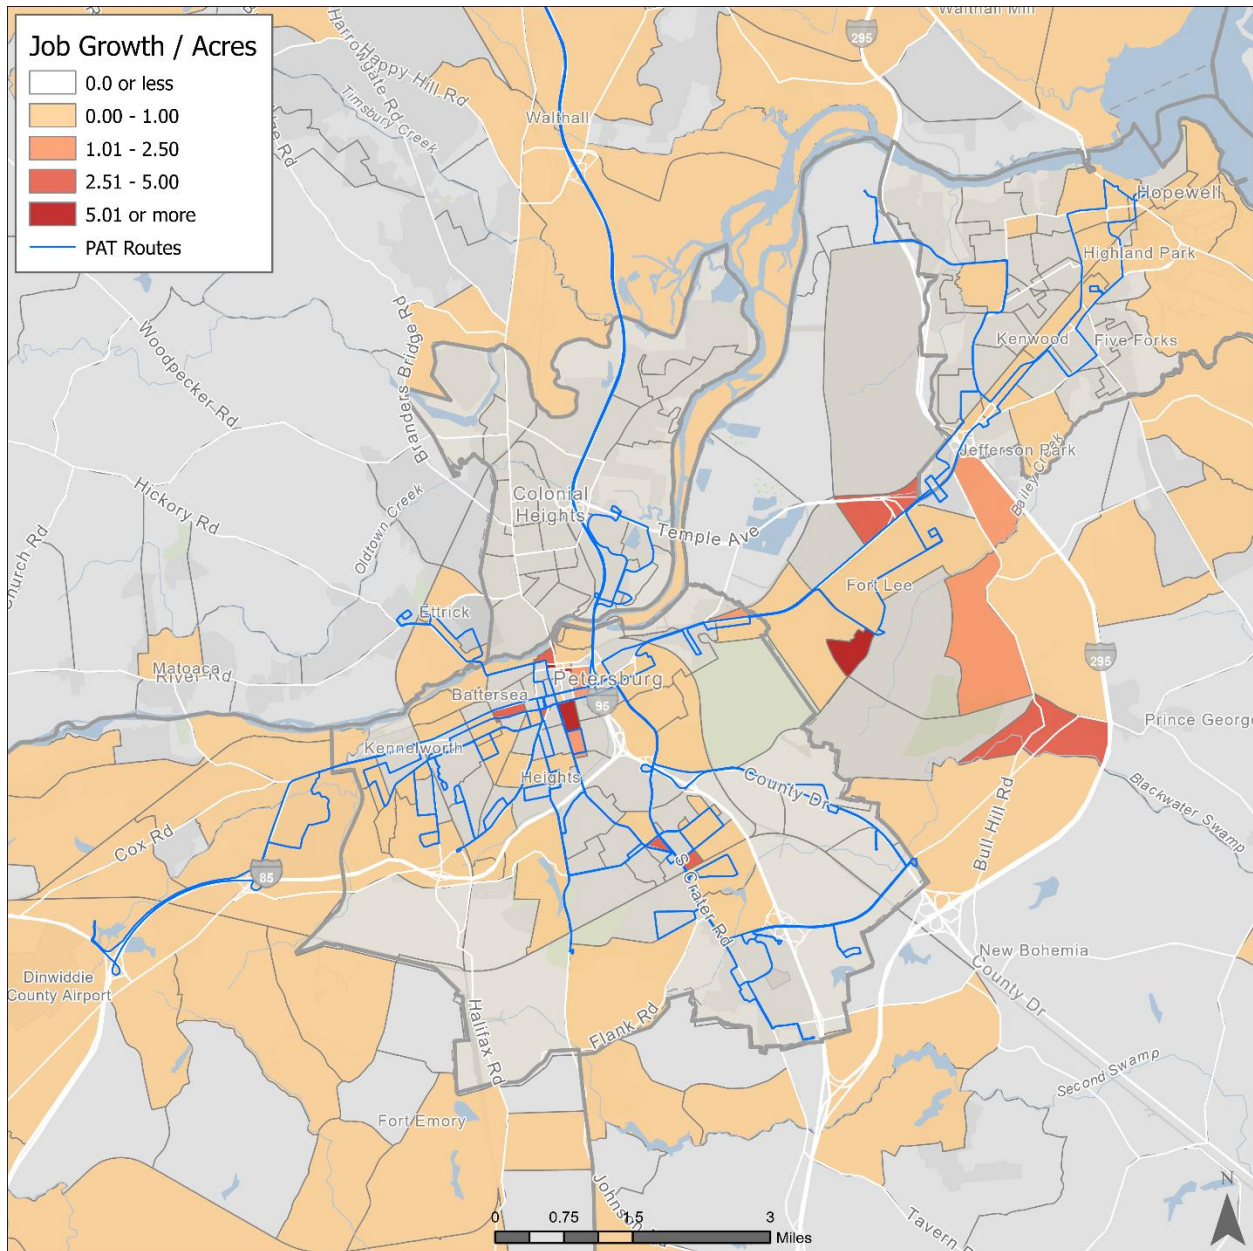 Job Growth / Acres
0.0 or less
0.00 - 1.00
1.01 - 2.50
2.51 - 5.00
5.01 or more
PAT Routes
Harrowgate Rd
Happy Hill Rd
Timsbury Creek
Walthall
295
Hopewell
Highland Park
Kenwood
Five Forks
Branders Bridge Rd
Woodpecker Rd
Hickory Rd
Oldtown Creek
Church Rd
Colonial
Heights
Temple Ave
Jefferson Park
Bailey Creek
Fort Lee
Ettrick
Matoaca
River Rd
Battersea
Petersburg
95
295
Prince George
Kennelworth
Heights
County Dr
Bull Hill Rd
Blackwater Swamp
Cox Rd
85
S Crater Rd
Dinwiddie
County Airport
New Bohemia
County Dr
Halifax Rd
Flank Rd
Second Swamp
Fort Emory
Johnson
Tavern
N
0
0.75
1.5
3
Miles